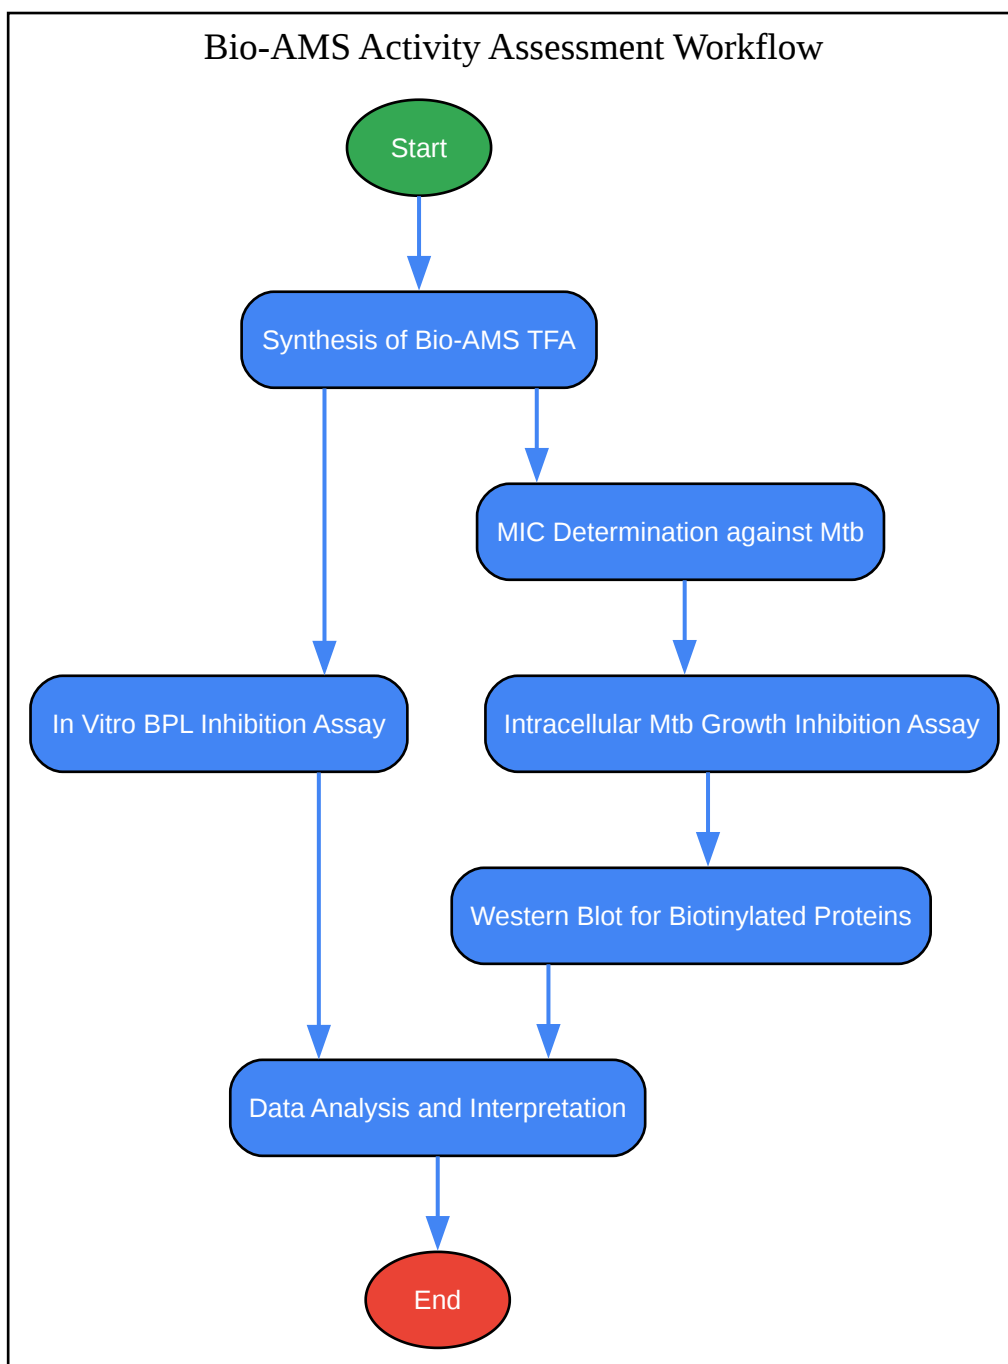 Bio-AMS Activity Assessment Workflow
Start
Synthesis of Bio-AMS TFA
MIC Determination against Mtb
In Vitro BPL Inhibition Assay
Intracellular Mtb Growth Inhibition Assay
Western Blot for Biotinylated Proteins
Data Analysis and Interpretation
End